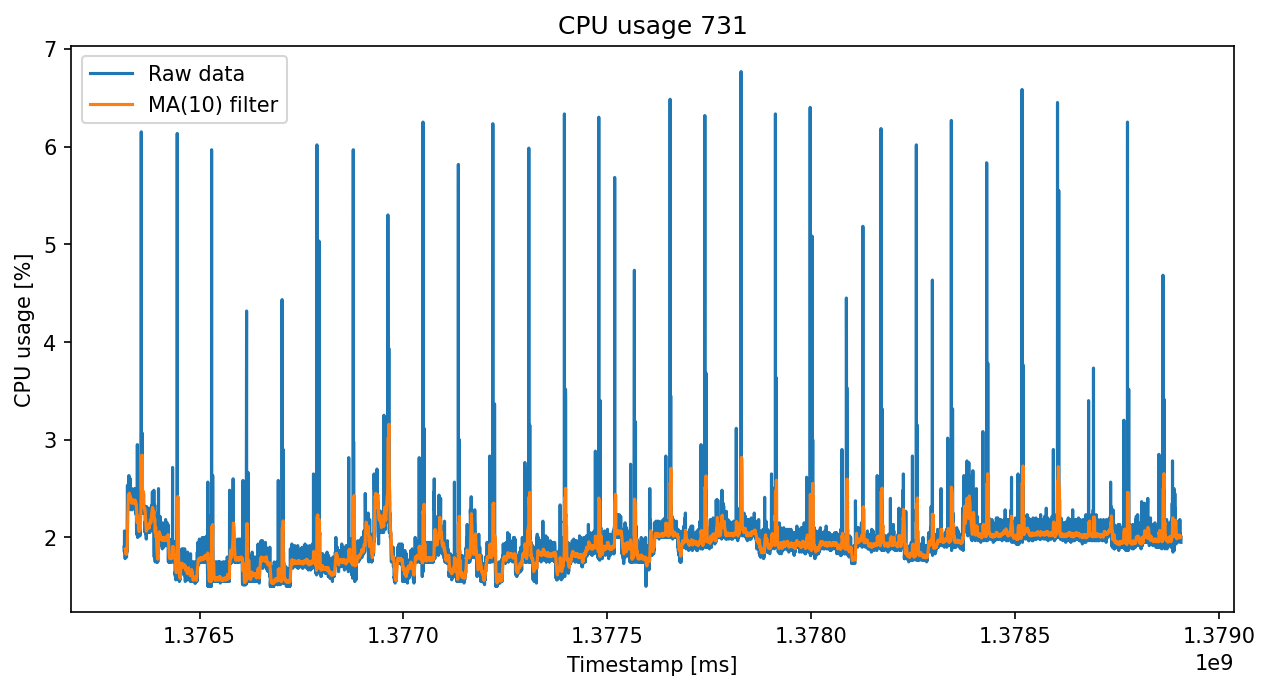 CPU usage 731
Raw data
MA(10) filter
CPU usage [%]
7
6
5
4
3
2
1.3765 1.3770 1.3775 1.3780 1.3785 1.3790
1e9
Timestamp [ms]